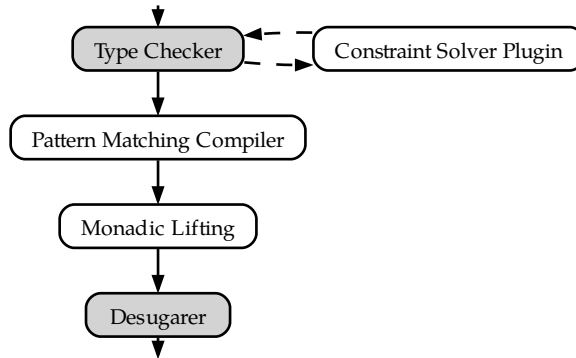 Type Checker
Constraint Solver Plugin
Pattern Matching Compiler
Monadic Lifting
Desugarer